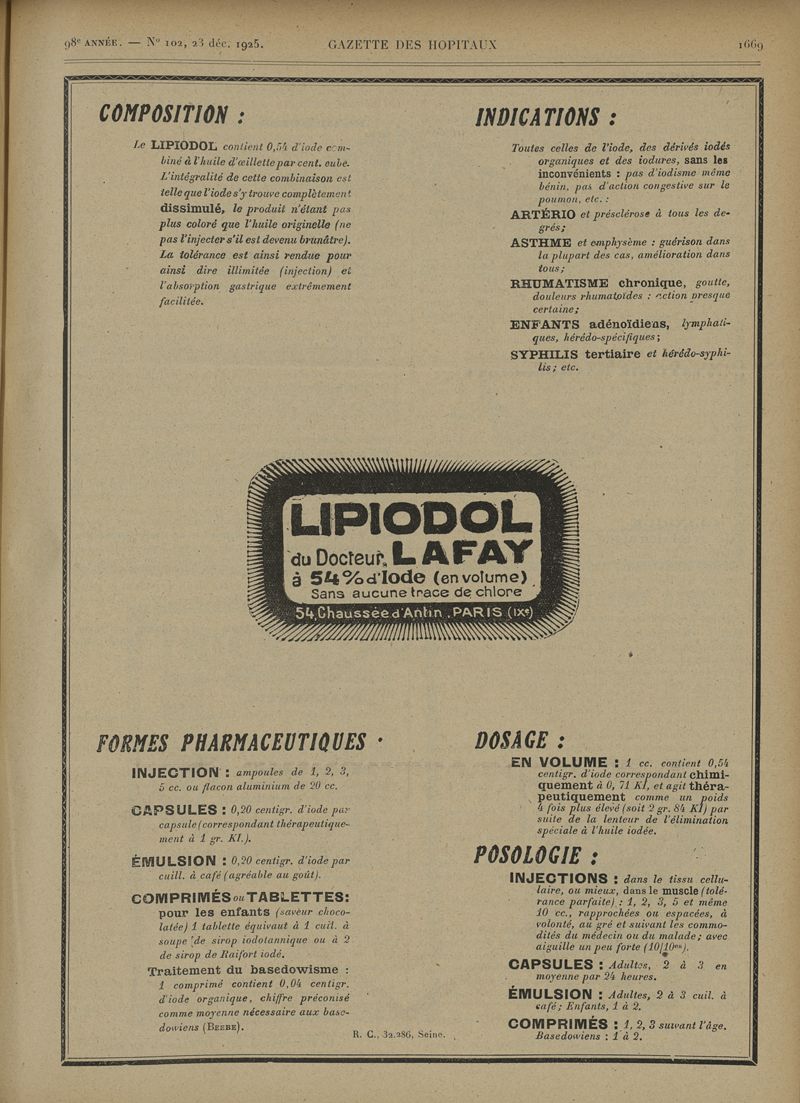 98e ANNÉE. — No 102, 23 déc. 1925. GAZETTE DES HOPITAUX 1669
COMPOSITION :
Le LIPIODOL contient 0,54 d'iode com-
biné à l'huile d'œillette par cent. cube.
L'intégralité de cette combinaison est
telle que l'iode s'y trouve complètement
dissimulé, le produit n'étant pas
plus coloré que l'huile originelle (ne
pas l'injecter s'il est devenu brunâtre).
La tolérance est ainsi rendue pour
ainsi dire illimitée (injection) et
l'absorption gastrique extrêmement
facilitée.
INDICATIONS :
Toutes celles de l'iode, des dérivés iodés
organiques et des iodures, sans les
inconvénients : pas d'iodisme même
bénin, pas d'action congestive sur le
poumon, etc. :
ARTÉRIO et présclérose à tous les de-
grés;
ASTHME et emphysème : guérison dans
la plupart des cas, amélioration dans
tous;
RHUMATISME chronique, goutte,
douleurs rhumatoïdes : action presque
certaine;
ENFANTS adénoïdiens, lymphati-
ques, hérédo-spécifiques;
SYPHILIS tertiaire et hérédo-syphi-
lis; etc.
LIPIODOL
du Docteur LAFAY
à 54% d'Iode (en volume)
Sans aucune trace de chlore
54, Chaussée d'Antin. PARIS (IXe)
FORMES PHARMACEUTIQUES ·
INJECTION : ampoules de 1, 2, 3,
5 cc. ou flacon aluminium de 20 cc.
CAPSULES : 0,20 centigr. d'iode par
capsule (correspondant thérapeutique-
ment à 1 gr. KI.).
ÉMULSION : 0,20 centigr. d'iode par
cuill. à café (agréable au goût).
COMPRIMÉS ou TABLETTES:
pour les enfants (saveur choco-
latée) 1 tablette équivaut à 1 cuil. à
soupe de sirop iodotannique ou à 2
de sirop de Raifort iodé.
Traitement du basedowisme :
1 comprimé contient 0,04 centigr.
d'iode organique, chiffre préconisé
comme moyenne nécessaire aux base-
dowiens (BEEBE).
R. C., 32.286, Seine.
DOSAGE :
EN VOLUME : 1 cc. contient 0,54
centigr. d'iode correspondant chimi-
quement à 0, 71 KI, et agit théra-
peutiquement comme un poids
4 fois plus élevé (soit 2 gr. 84 KI) par
suite de la lenteur de l'élimination
spéciale à l'huile iodée.
POSOLOGIE :
INJECTIONS : dans le tissu cellu-
laire, ou mieux, dans le muscle (tolé-
rance parfaite) : 1, 2, 3, 5 et même
10 cc., rapprochées ou espacées, à
volonté, au gré et suivant les commo-
dités du médecin ou du malade; avec
aiguille un peu forte (10/10es).
CAPSULES : Adultes, 2 à 3 en
moyenne par 24 heures.
ÉMULSION : Adultes, 2 à 3 cuil. à
café; Enfants, 1 à 2.
COMPRIMÉS : 1, 2, 3 suivant l'âge.
Basedowiens : 1 à 2.